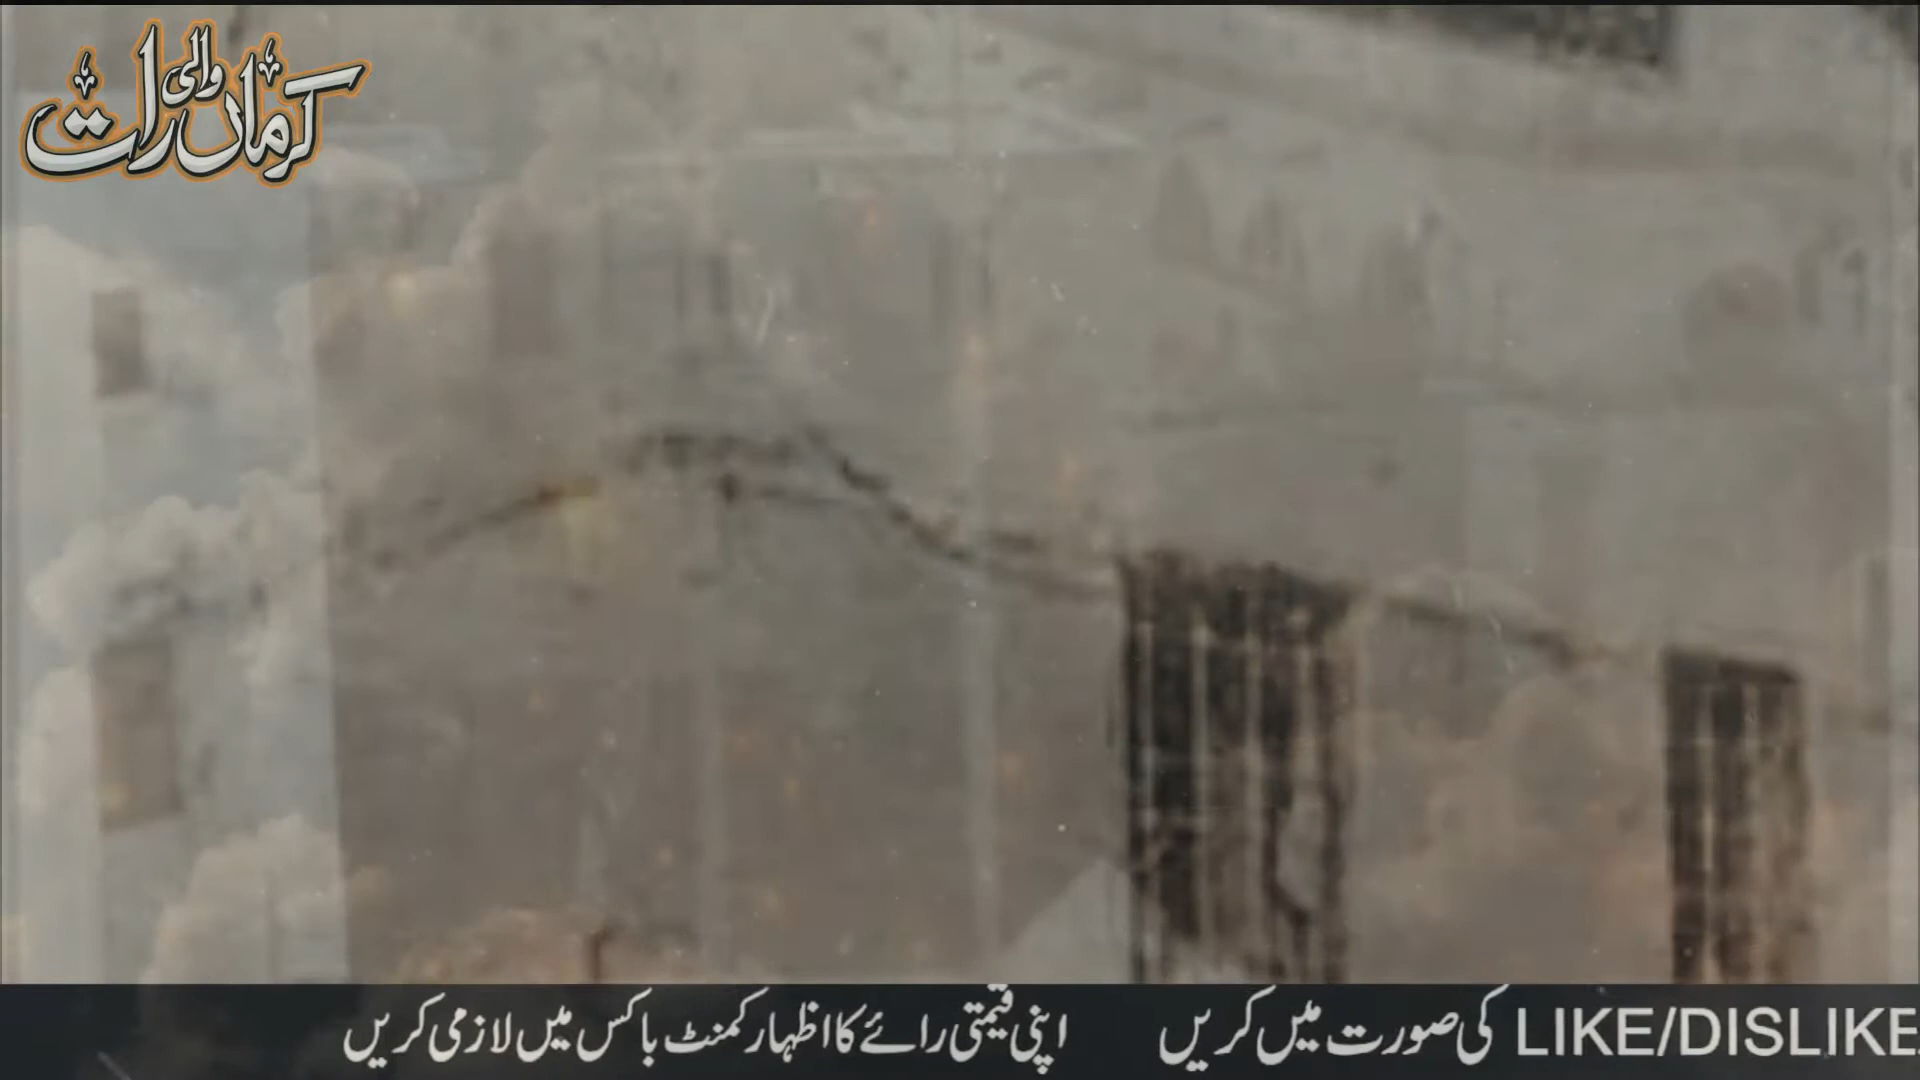 کرماں والی رات
LIKE/DISLIKE کی صورت میں کریں اپنی قیمتی رائے کا اظہار کمنٹ باکس میں لازمی کریں